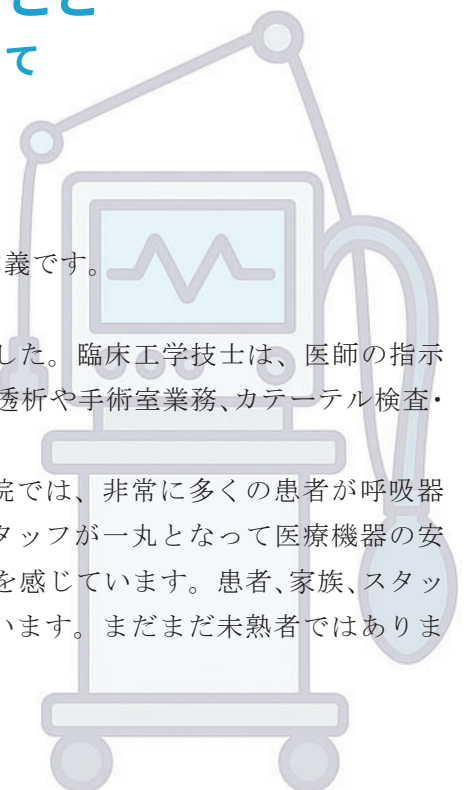 こと
て
義です。
した。臨床工学技士は、医師の指示
透析や手術室業務、カテーテル検査・
院では、非常に多くの患者が呼吸器
タッフが一丸となって医療機器の安
を感じています。患者、家族、スタッ
います。まだまだ未熟者ではありま